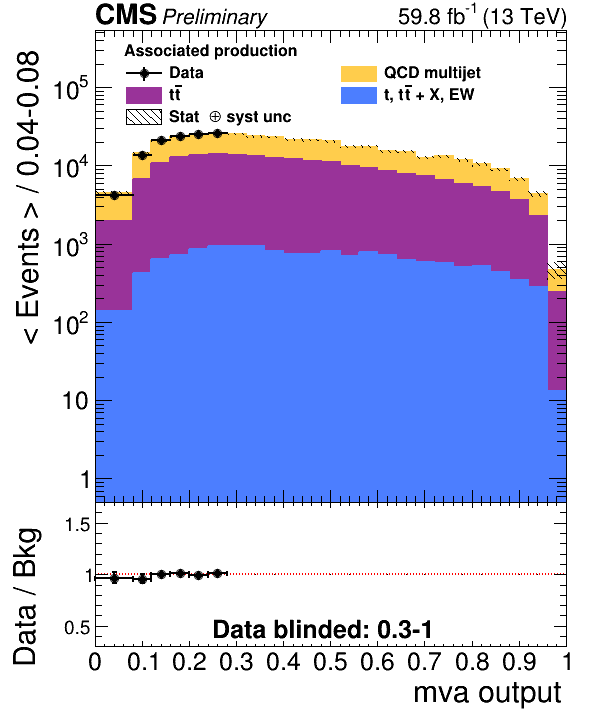 CMS Preliminary 59.8 fb⁻¹ (13 TeV)
Associated production
Data
QCD multijet
tt̅
t, tt̅ + X, EW
Stat ⊕ syst unc
< Events > / 0.04-0.08
10⁵
10⁴
10³
10²
10
1
Data / Bkg
1.5
1
0.5
Data blinded: 0.3-1
0 0.1 0.2 0.3 0.4 0.5 0.6 0.7 0.8 0.9 1
mva output